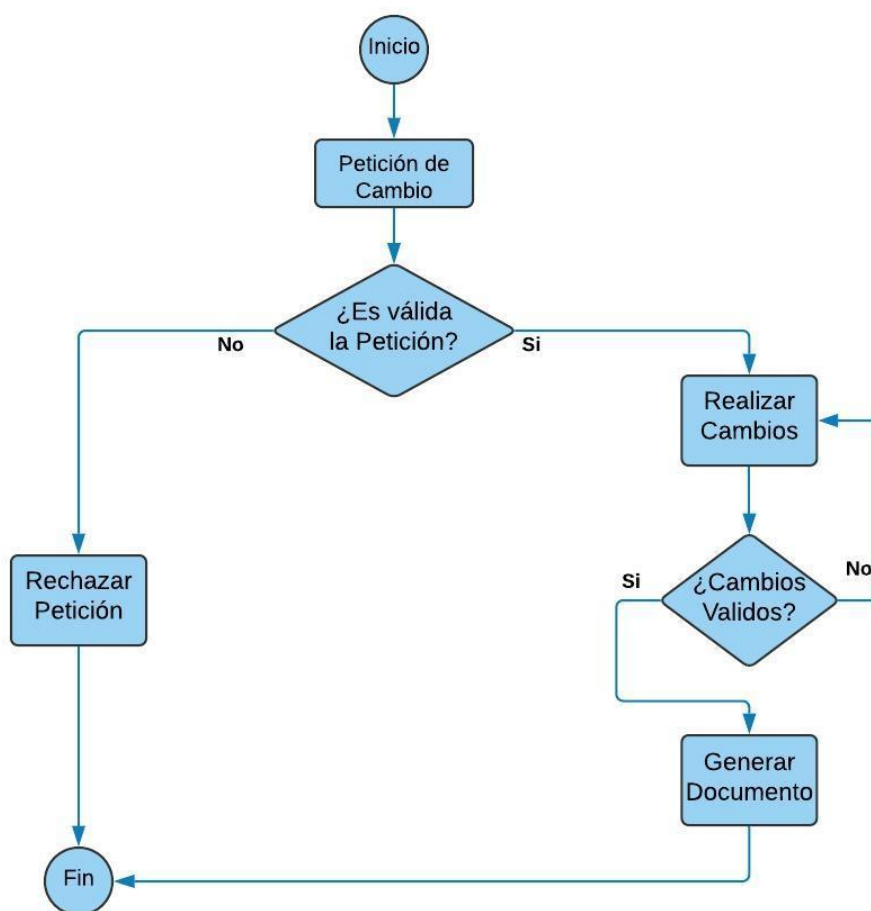 Inicio
Petición de
Cambio
¿Es válida
la Petición?
No
Si
Realizar
Cambios
Rechazar
Petición
Si
¿Cambios
Validos?
No
Generar
Documento
Fin